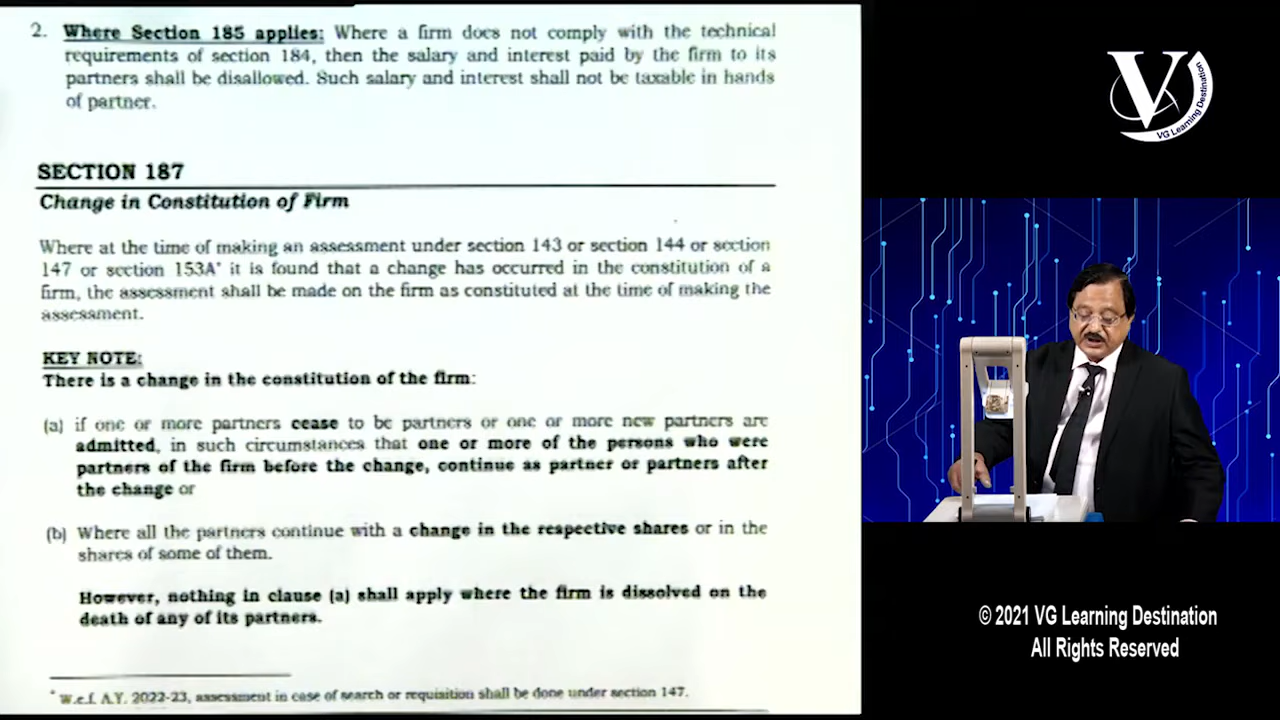 2. Where Section 185 applies: Where a firm does not comply with the technical
requirements of section 184, then the salary and interest paid by the firm to its
partners shall be disallowed. Such salary and interest shall not be taxable in hands
of partner.
SECTION 187
Change in Constitution of Firm
Where at the time of making an assessment under section 143 or section 144 or section
147 or section 153A* it is found that a change has occurred in the constitution of a
firm, the assessment shall be made on the firm as constituted at the time of making the
assessment.
KEY NOTE:
There is a change in the constitution of the firm:
(a) if one or more partners cease to be partners or one or more new partners are
admitted, in such circumstances that one or more of the persons who were
partners of the firm before the change, continue as partner or partners after
the change or
(b) Where all the partners continue with a change in the respective shares or in the
shares of some of them.
However, nothing in clause (a) shall apply where the firm is dissolved on the
death of any of its partners.
* W.e.f. A.Y. 2022-23, assessment in case of search or requisition shall be done under section 147.
V
VG Learning Destination
© 2021 VG Learning Destination
All Rights Reserved